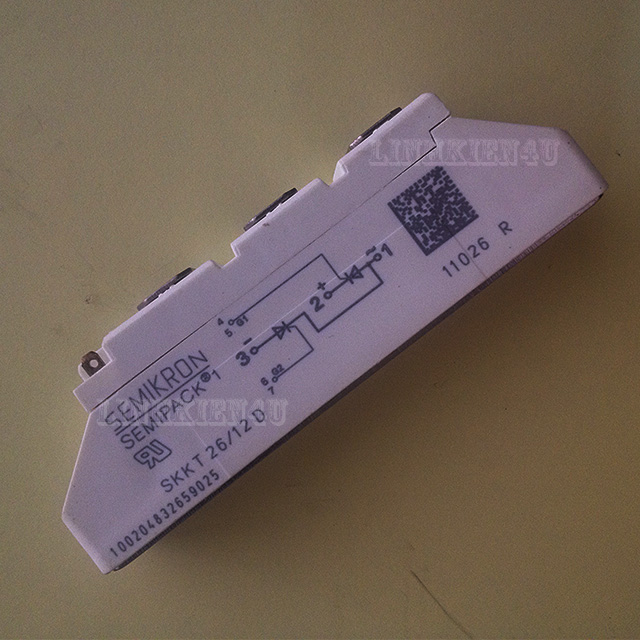 LINHKIEN4U
11026 R
~ 1
+
2
4
5 G1
-
3
6 G2
7
SEMIKRON
SEMIPACK® 1
LINHKIEN4U
SKKT 26/12 D
100204832659025